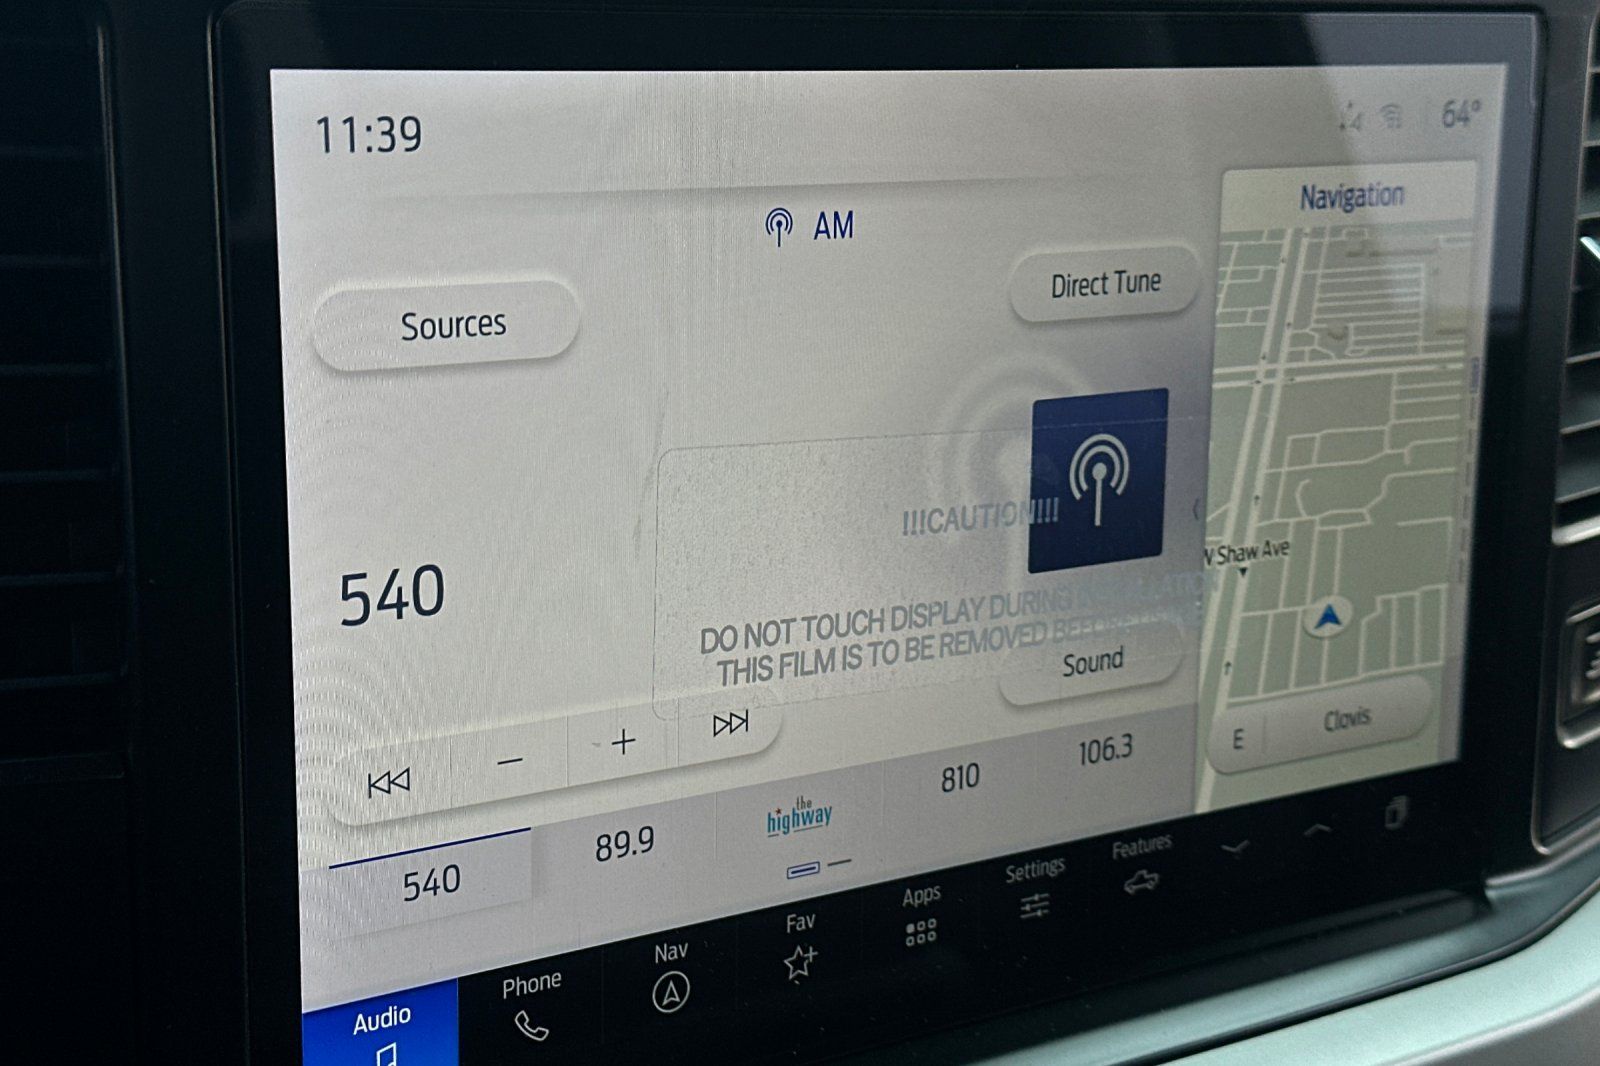 11:39
64°
AM
Navigation
Sources
Direct Tune
!!!CAUTION!!!
W Shaw Ave
540
DO NOT TOUCH DISPLAY DURING
THIS FILM IS TO BE REMOVED BEFORE
Sound
E
Clovis
540
89.9
the
highway
810
106.3
Audio
Phone
Nav
Fav
Apps
Settings
Features